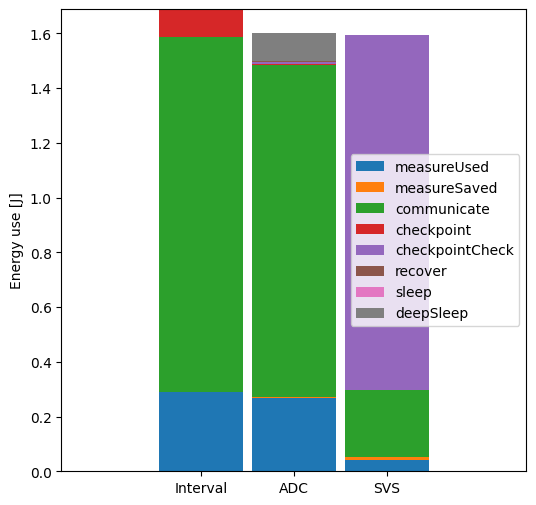 1.6
1.4
1.2
1.0
0.8
0.6
0.4
0.2
0.0
Energy use [J]
measureUsed
measureSaved
communicate
checkpoint
checkpointCheck
recover
sleep
deepSleep
Interval
ADC
SVS